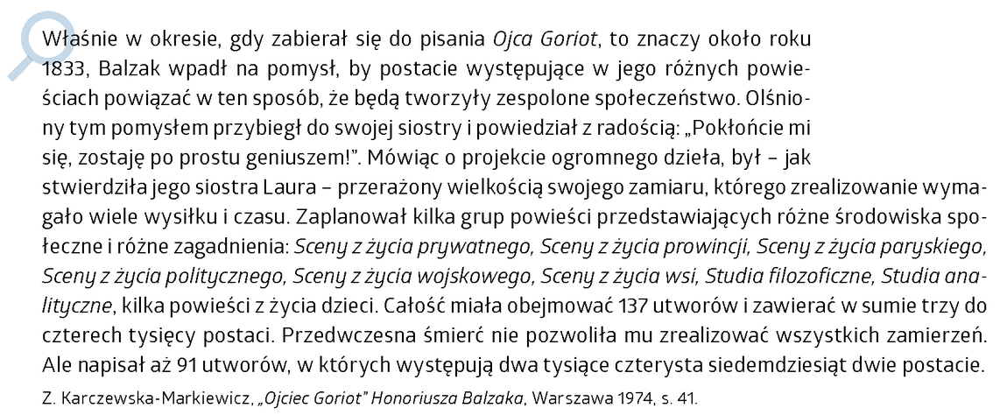 Właśnie w okresie, gdy zabierał się do pisania Ojca Goriot, to znaczy około roku
1833, Balzak wpadł na pomysł, by postacie występujące w jego różnych powie-
ściach powiązać w ten sposób, że będą tworzyły zespolone społeczeństwo. Olśnio-
ny tym pomysłem przybiegł do swojej siostry i powiedział z radością: „Pokłońcie mi
się, zostaję po prostu geniuszem!”. Mówiąc o projekcie ogromnego dzieła, był – jak
stwierdziła jego siostra Laura – przerażony wielkością swojego zamiaru, którego zrealizowanie wyma-
gało wiele wysiłku i czasu. Zaplanował kilka grup powieści przedstawiających różne środowiska spo-
łeczne i różne zagadnienia: Sceny z życia prywatnego, Sceny z życia prowincji, Sceny z życia paryskiego,
Sceny z życia politycznego, Sceny z życia wojskowego, Sceny z życia wsi, Studia filozoficzne, Studia ana-
lityczne, kilka powieści z życia dzieci. Całość miała obejmować 137 utworów i zawierać w sumie trzy do
czterech tysięcy postaci. Przedwczesna śmierć nie pozwoliła mu zrealizować wszystkich zamierzeń.
Ale napisał aż 91 utworów, w których występują dwa tysiące czterysta siedemdziesiąt dwie postacie.
Z. Karczewska-Markiewicz, „Ojciec Goriot” Honoriusza Balzaka, Warszawa 1974, s. 41.